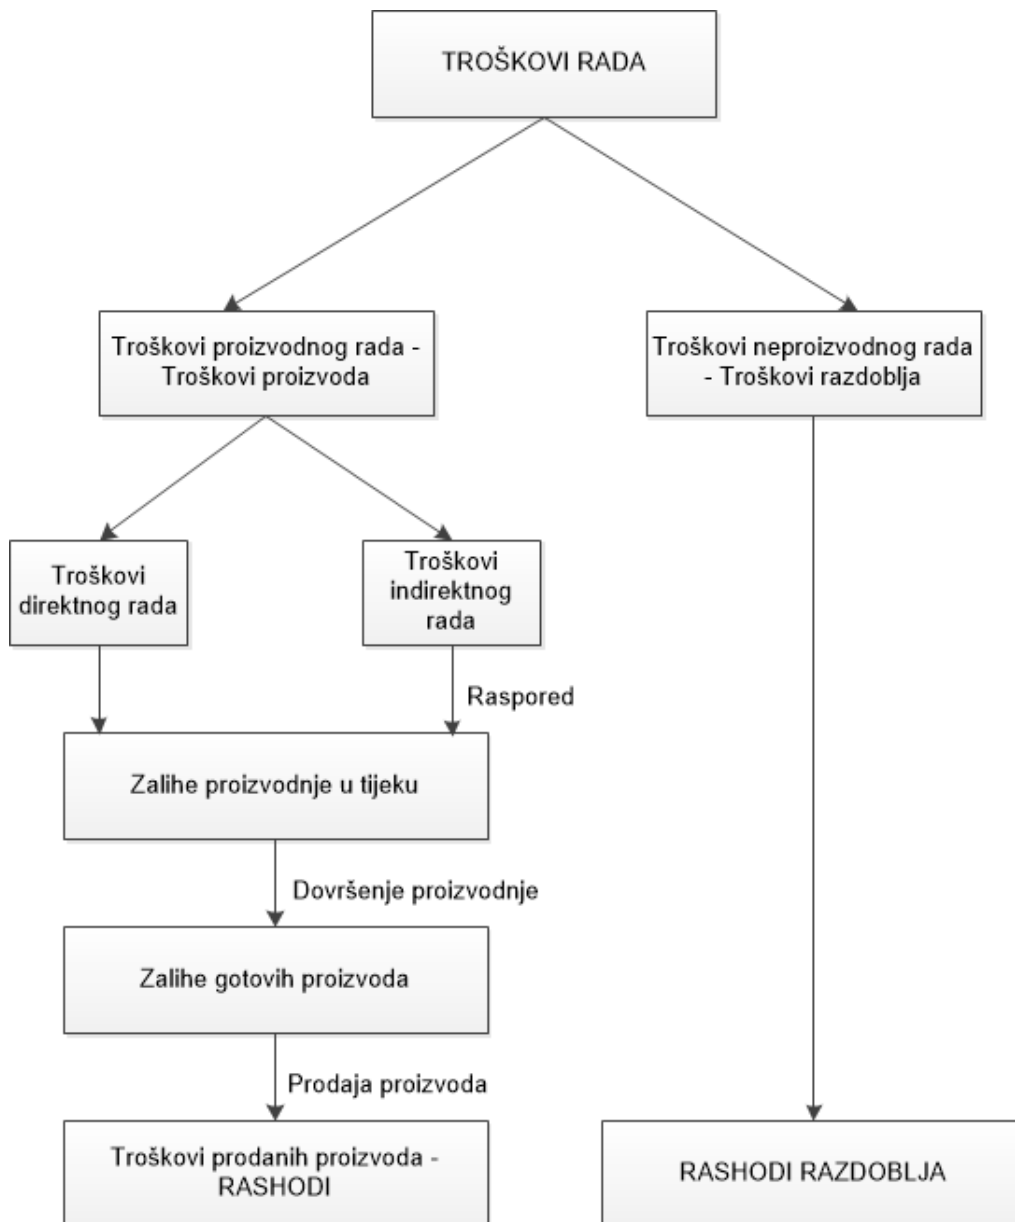 TROŠKOVI RADA
Troškovi proizvodnog rada -
Troškovi proizvoda
Troškovi neproizvodnog rada
- Troškovi razdoblja
Troškovi
direktnog rada
Troškovi
indirektnog
rada
Raspored
Zalihe proizvodnje u tijeku
Dovršenje proizvodnje
Zalihe gotovih proizvoda
Prodaja proizvoda
Troškovi prodanih proizvoda -
RASHODI
RASHODI RAZDOBLJA